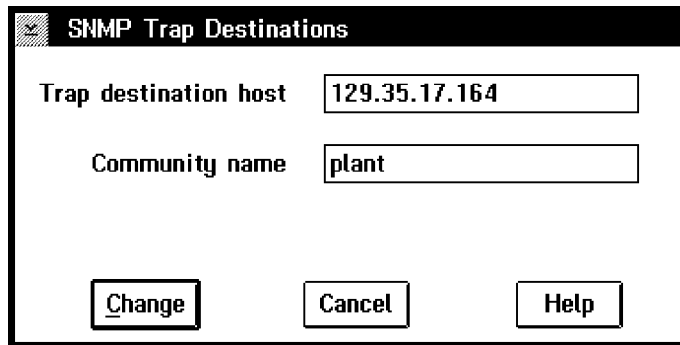 SNMP Trap Destinations
Trap destination host 129.35.17.164
Community name plant
Change Cancel Help